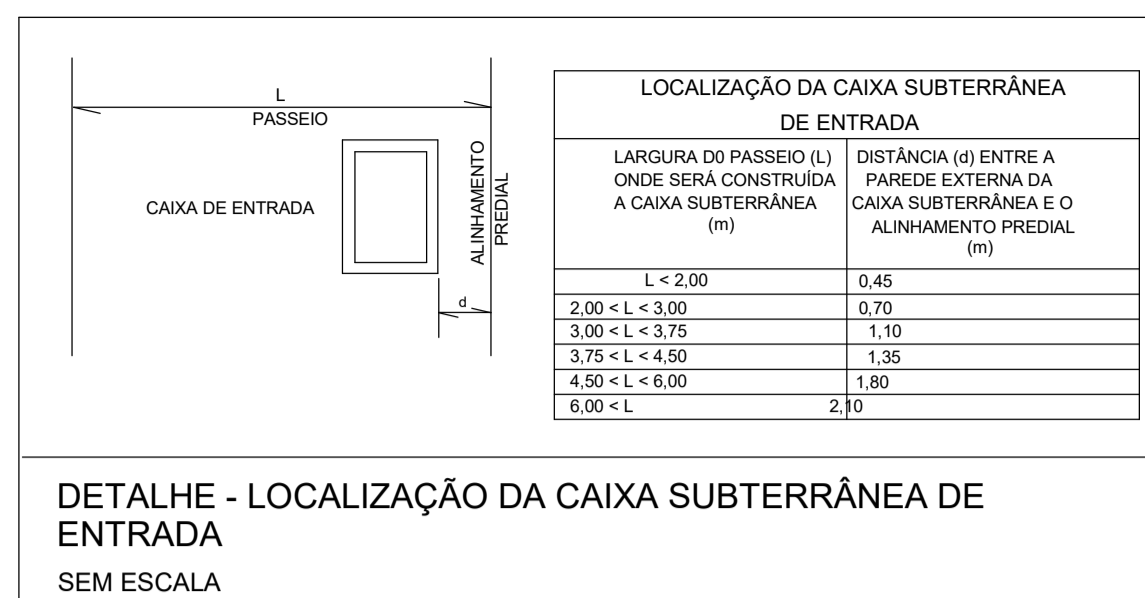 L
PASSEIO
CAIXA DE ENTRADA
ALINHAMENTO
PREDIAL
d
LOCALIZAÇÃO DA CAIXA SUBTERRÂNEA
DE ENTRADA
LARGURA D0 PASSEIO (L)
ONDE SERÁ CONSTRUÍDA
A CAIXA SUBTERRÂNEA
(m)
DISTÂNCIA (d) ENTRE A
PAREDE EXTERNA DA
CAIXA SUBTERRÂNEA E O
ALINHAMENTO PREDIAL
(m)
L < 2,00 0,45
2,00 < L < 3,00 0,70
3,00 < L < 3,75 1,10
3,75 < L < 4,50 1,35
4,50 < L < 6,00 1,80
6,00 < L 2,10
DETALHE - LOCALIZAÇÃO DA CAIXA SUBTERRÂNEA DE
ENTRADA
SEM ESCALA